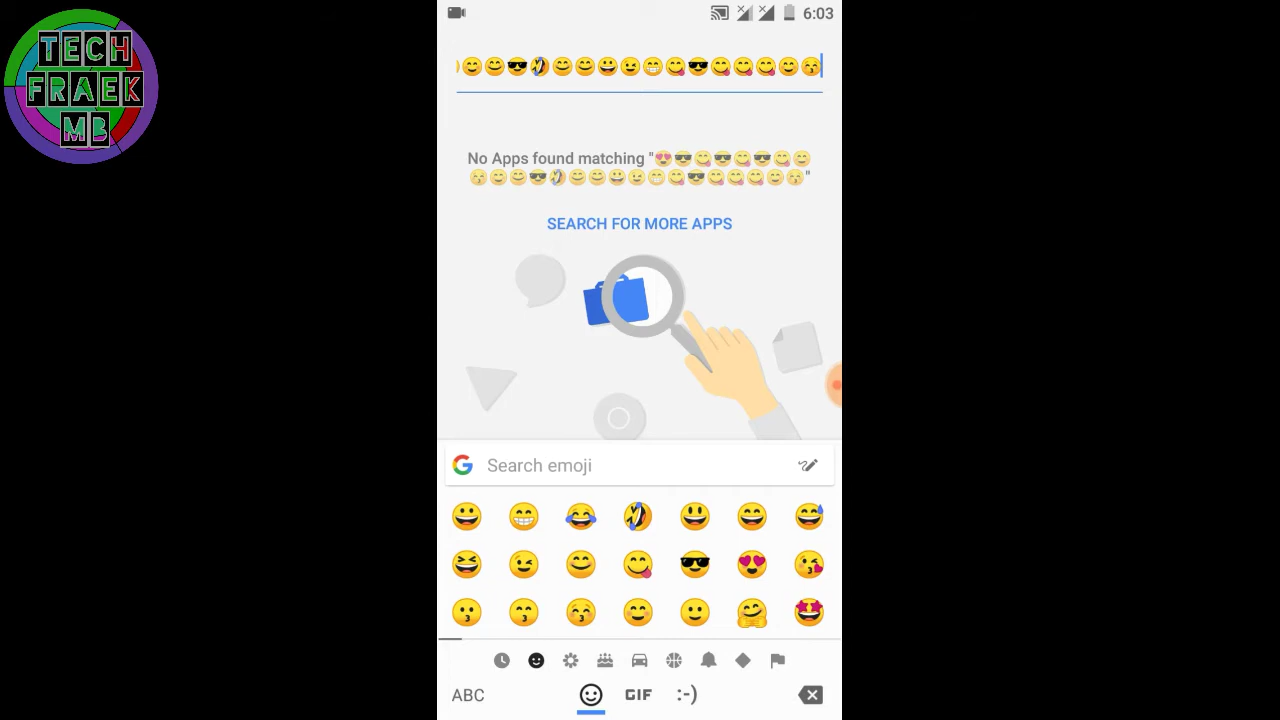 TECH
FRAEK
MB
6:03
😊😊😎🤣😊😊😀😉😁😋😎😋😋😋😊😚
No Apps found matching "😍😎😋😎😋😎😋😊
😚😊😊😎🤣😊😊😀😉😁😋😎😋😋😋😊😚"
SEARCH FOR MORE APPS
G Search emoji
😀 😁 😂 🤣 😃 😄 😅
😆 😉 😊 😋 😎 😍 😘
😗 😙 😚 ☺️ 🙂 🤗 🤩
ABC GIF :-)